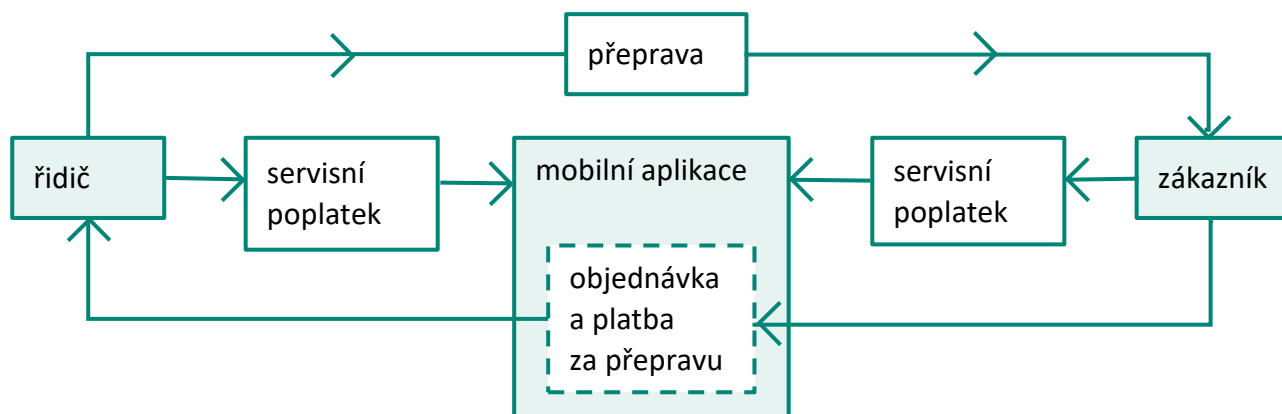 přeprava
řidič
servisní
poplatek
mobilní aplikace
servisní
poplatek
zákazník
objednávka
a platba
za přepravu